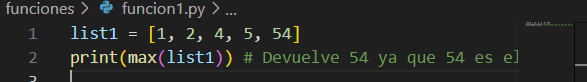 funciones > funcion1.py > ...
1 list1 = [1, 2, 4, 5, 54]
2 print(max(list1)) # Devuelve 54 ya que 54 es el
3